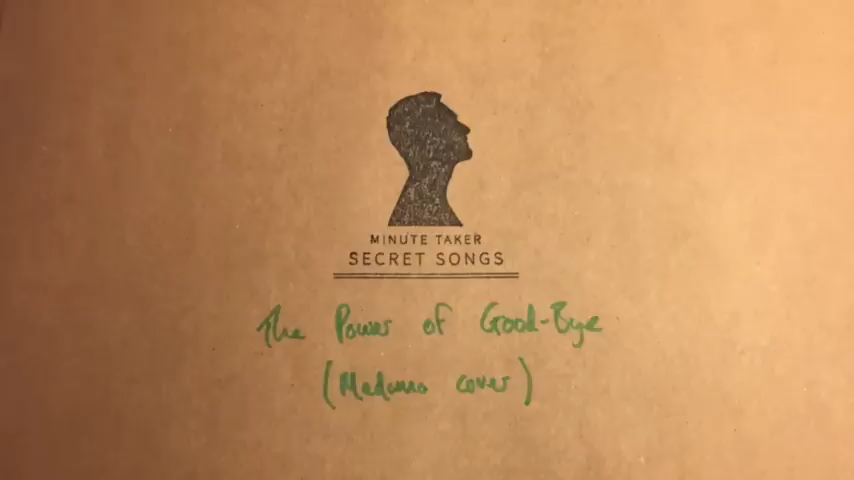 MINUTE TAKER
SECRET SONGS
The Power of Good-Bye
(Madonna cover)